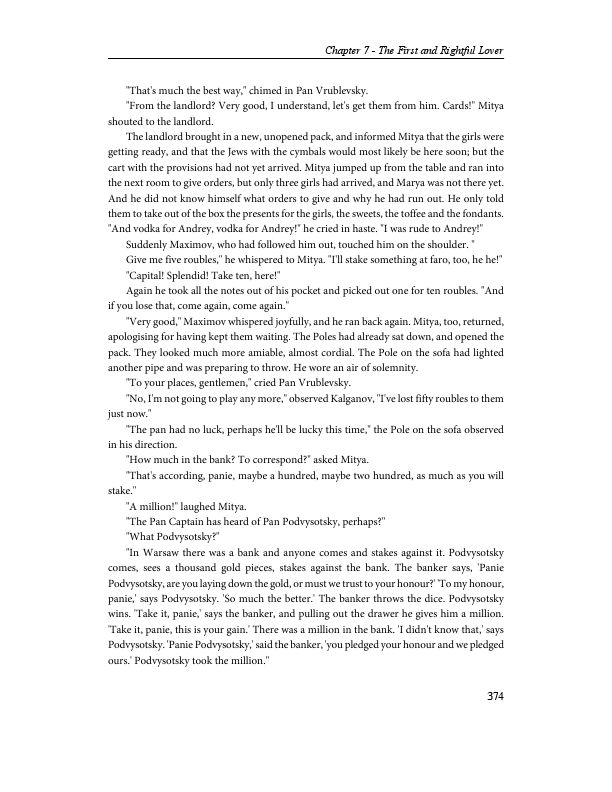 Chapter 7 - The First and Rightful Lover
"That's much the best way," chimed in Pan Vrublevsky.
"From the landlord? Very good, I understand, let's get them from him. Cards!" Mitya
shouted to the landlord.
The landlord brought in a new, unopened pack, and informed Mitya that the girls were
getting ready, and that the Jews with the cymbals would most likely be here soon; but the
cart with the provisions had not yet arrived. Mitya jumped up from the table and ran into
the next room to give orders, but only three girls had arrived, and Marya was not there yet.
And he did not know himself what orders to give and why he had run out. He only told
them to take out of the box the presents for the girls, the sweets, the toffee and the fondants.
"And vodka for Andrey, vodka for Andrey!" he cried in haste. "I was rude to Andrey!"
Suddenly Maximov, who had followed him out, touched him on the shoulder. "
Give me five roubles," he whispered to Mitya. "I'll stake something at faro, too, he he!"
"Capital! Splendid! Take ten, here!"
Again he took all the notes out of his pocket and picked out one for ten roubles. "And
if you lose that, come again, come again."
"Very good," Maximov whispered joyfully, and he ran back again. Mitya, too, returned,
apologising for having kept them waiting. The Poles had already sat down, and opened the
pack. They looked much more amiable, almost cordial. The Pole on the sofa had lighted
another pipe and was preparing to throw. He wore an air of solemnity.
"To your places, gentlemen," cried Pan Vrublevsky.
"No, I'm not going to play any more," observed Kalganov, "I've lost fifty roubles to them
just now."
"The pan had no luck, perhaps he'll be lucky this time," the Pole on the sofa observed
in his direction.
"How much in the bank? To correspond?" asked Mitya.
"That's according, panie, maybe a hundred, maybe two hundred, as much as you will
stake."
"A million!" laughed Mitya.
"The Pan Captain has heard of Pan Podvysotsky, perhaps?"
"What Podvysotsky?"
"In Warsaw there was a bank and anyone comes and stakes against it. Podvysotsky
comes, sees a thousand gold pieces, stakes against the bank. The banker says, 'Panie
Podvysotsky, are you laying down the gold, or must we trust to your honour?' 'To my honour,
panie,' says Podvysotsky. 'So much the better.' The banker throws the dice. Podvysotsky
wins. 'Take it, panie,' says the banker, and pulling out the drawer he gives him a million.
'Take it, panie, this is your gain.' There was a million in the bank. 'I didn't know that,' says
Podvysotsky. 'Panie Podvysotsky,' said the banker, 'you pledged your honour and we pledged
ours.' Podvysotsky took the million."
374